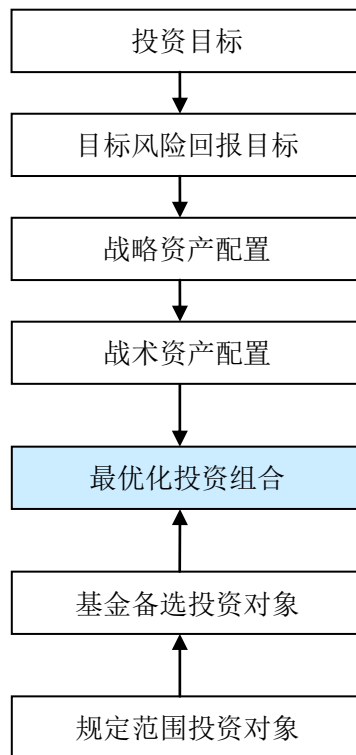 投资目标
目标风险回报目标
战略资产配置
战术资产配置
最优化投资组合
基金备选投资对象
规定范围投资对象